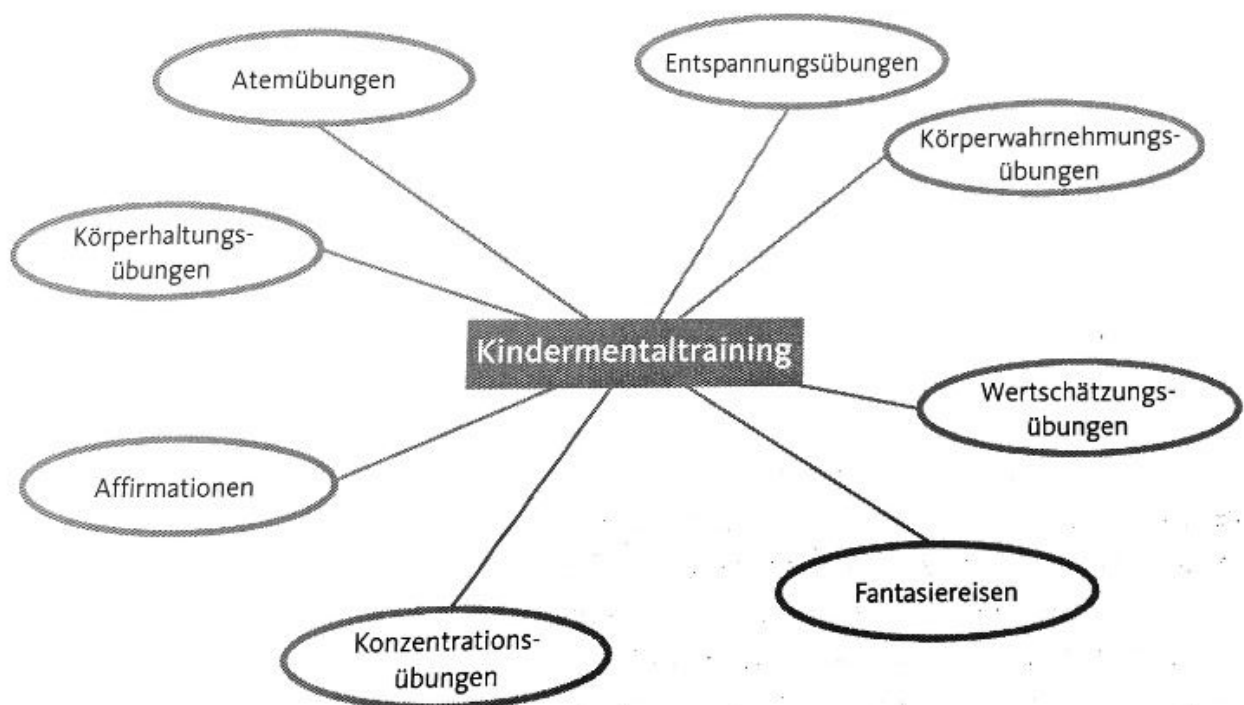 Atemübungen
Entspannungsübungen
Körperwahrnehmungs-
übungen
Körperhaltungs-
übungen
Kindermentaltraining
Wertschätzungs-
übungen
Affirmationen
Fantasiereisen
Konzentrations-
übungen